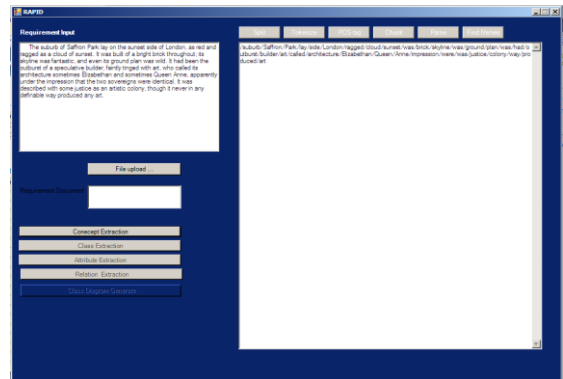 RAPID
Requirement Input
Split
Tokenize
POS tag
Chunk
Parse
Find Names
The suburb of Saffron Park lay on the sunset side of London, as red and
ragged as a cloud of sunset. It was built of a bright brick throughout; its
skyline was fantastic, and even its ground plan was wild. It had been the
outburst of a speculative builder, faintly tinged with art, who called its
architecture sometimes Elizabethan and sometimes Queen Anne, apparently
under the impression that the two sovereigns were identical. It was
described with some justice as an artistic colony, though it never in any
definable way produced any art.
/suburb/Saffron/Park/lay/side/London/ragged/cloud/sunset/was/brick/skyline/was/ground/plan/was/had/o
utburst/builder/art/called/architecture/Elizabethan/Queen/Anne/impression/were/was/justice/colony/way/pro
duced/art
File upload ...
Requirement Document
Conecept Extraction
Class Extraction
Attribute Extraction
Relation Extraction
Class Diagram Generate